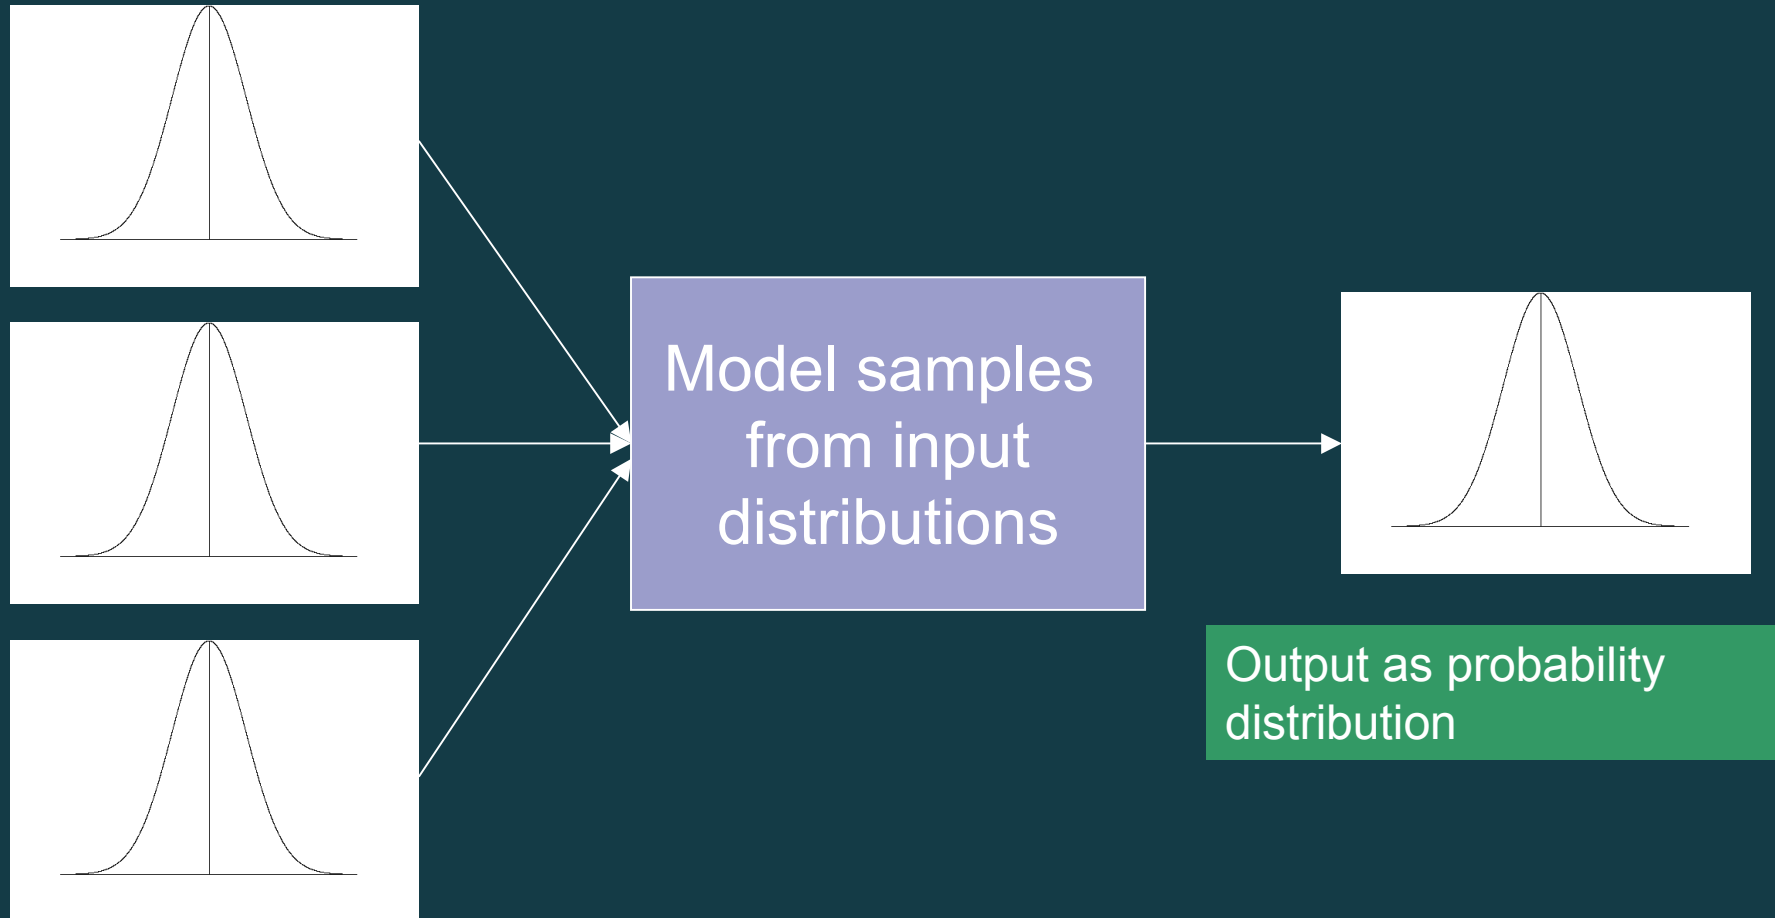 Model samples
from input
distributions
Output as probability
distribution